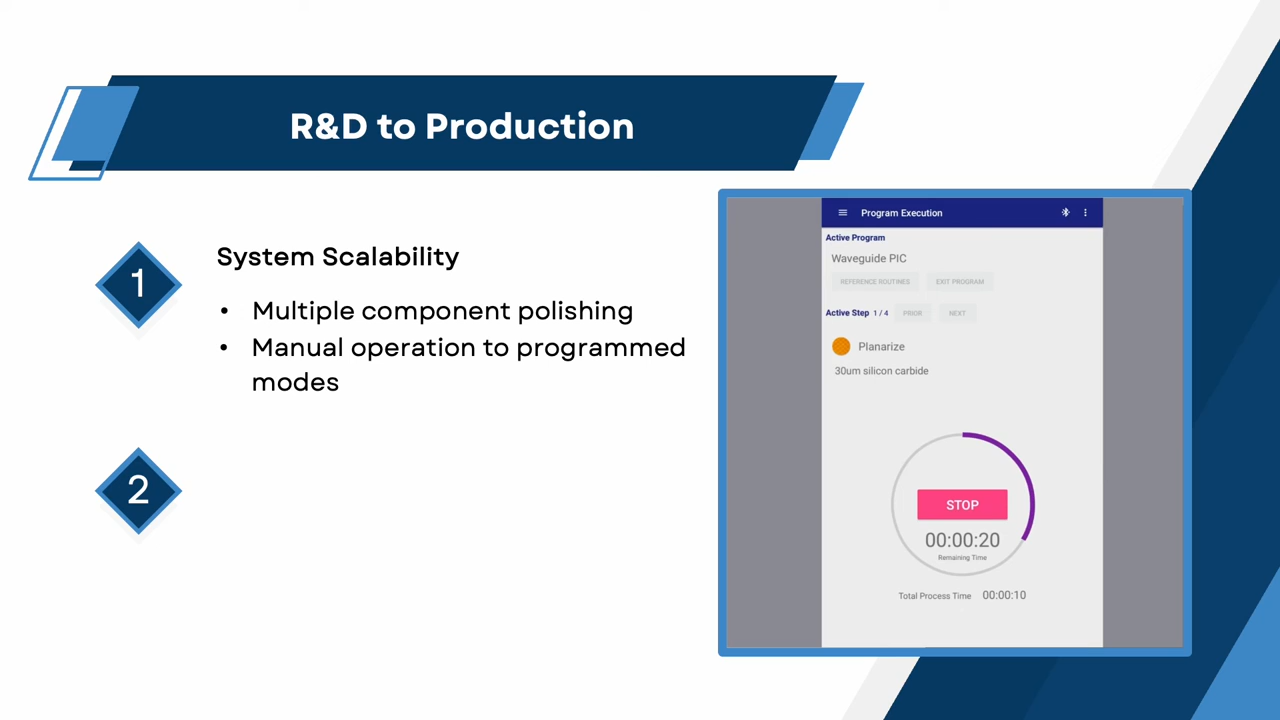 R&D to Production
1
System Scalability
• Multiple component polishing
• Manual operation to programmed
modes
2
Program Execution
Active Program
Waveguide PIC
REFERENCE ROUTINES EXIT PROGRAM
Active Step 1 / 4 PRIOR NEXT
Planarize
30um silicon carbide
STOP
00:00:20
Remaining Time
Total Process Time 00:00:10